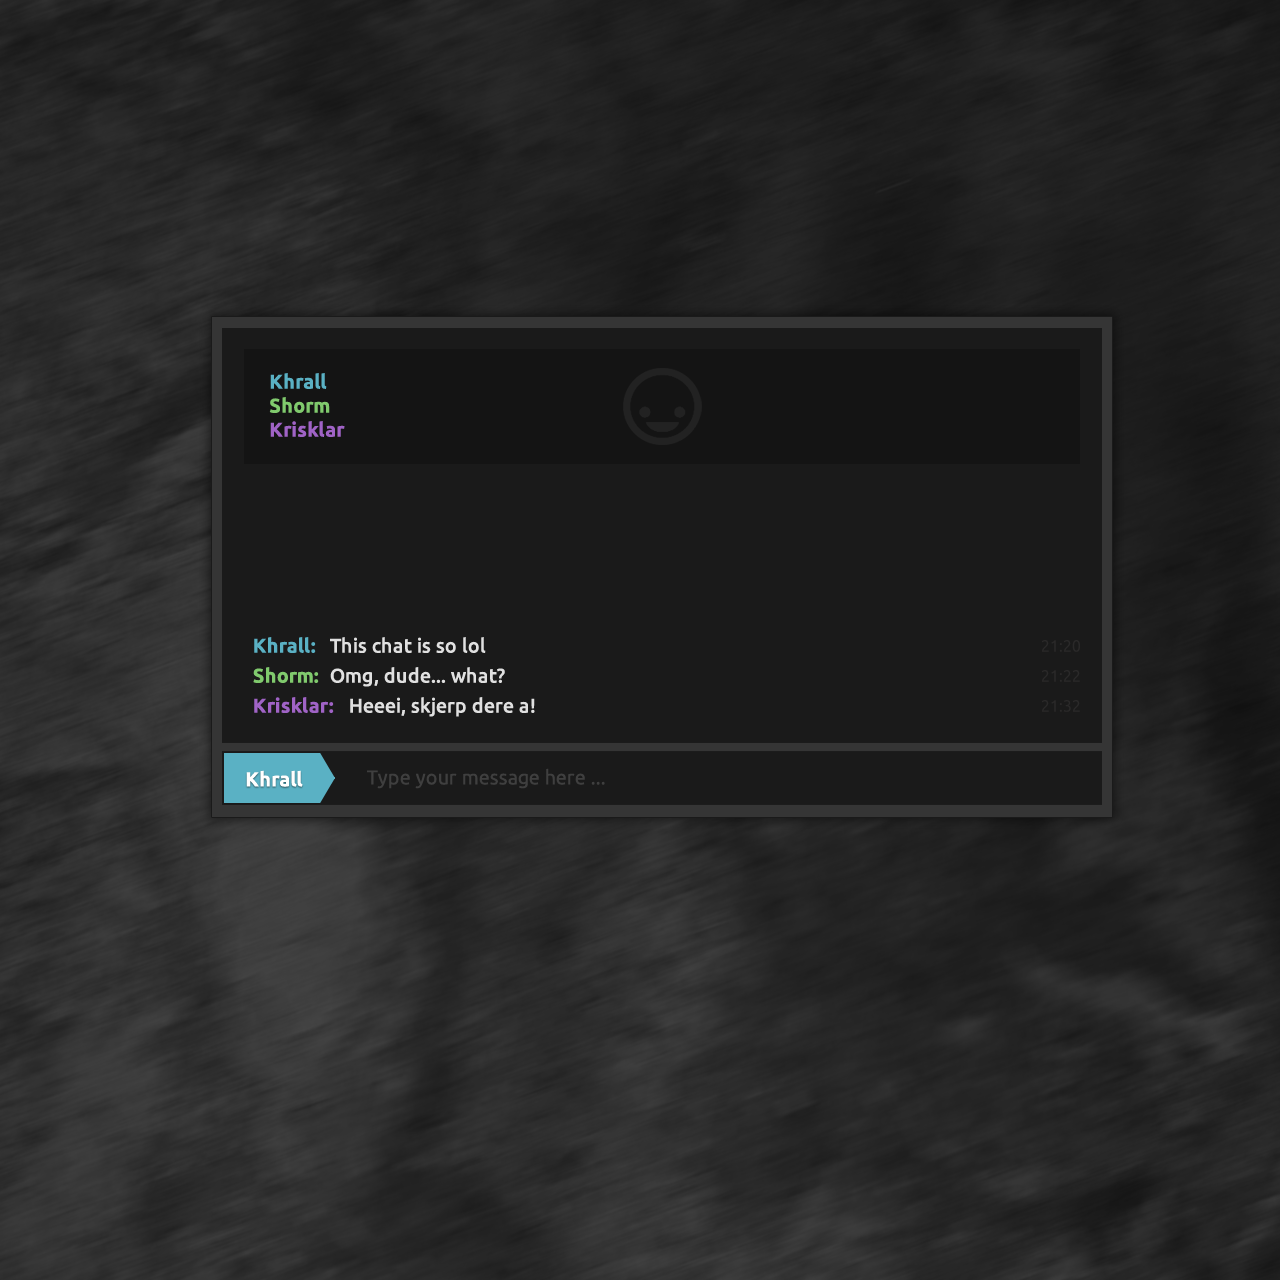 Khrall
Shorm
Krisklar
Khrall: This chat is so lol 21:20
Shorm: Omg, dude... what? 21:22
Krisklar: Heeei, skjerp dere a! 21:32
Khrall Type your message here ...